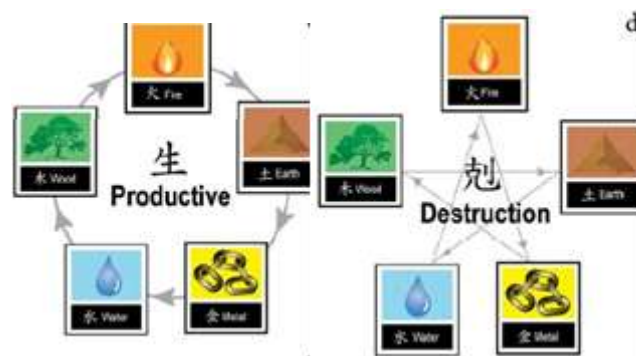 火 Fire
木 Wood
生
Productive
土 Earth
水 Water
金 Metal
d
火 Fire
木 Wood
剋
Destruction
土 Earth
水 Water
金 Metal